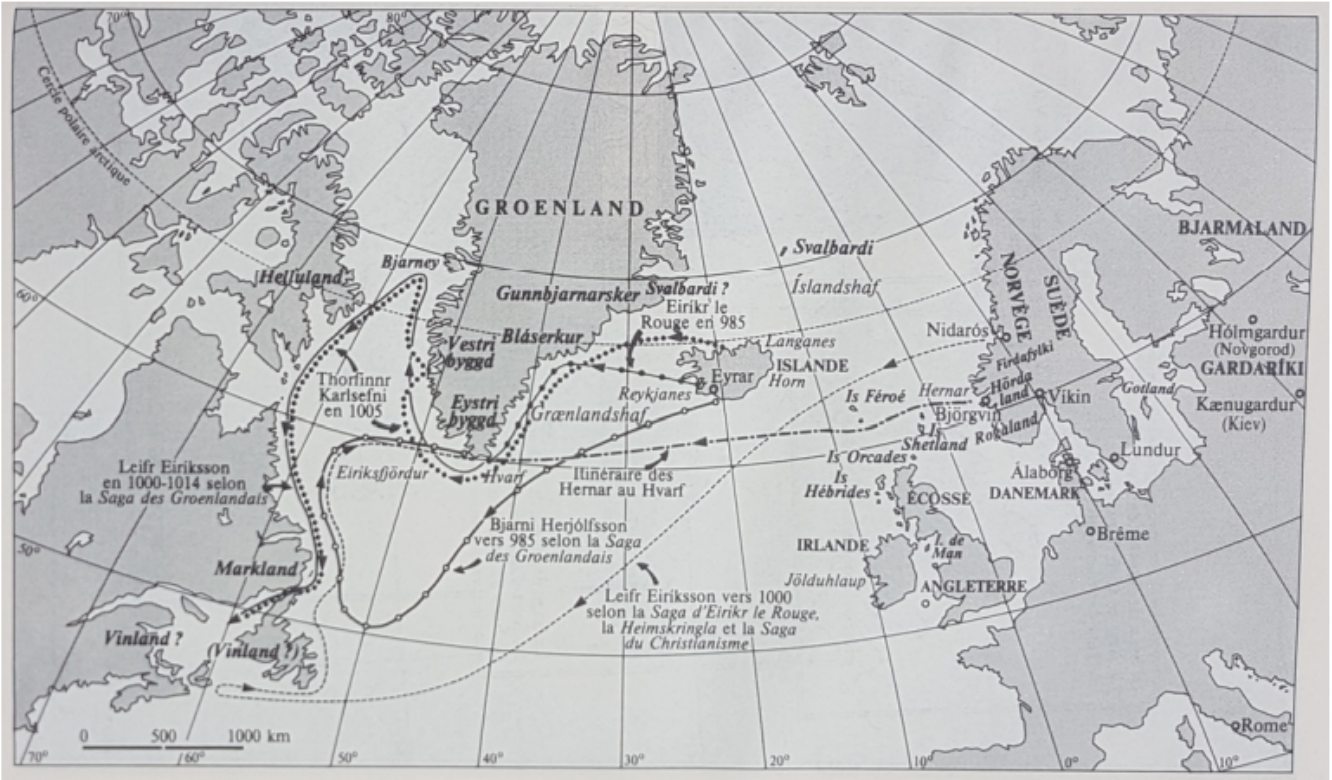 70°
80°
Cercle polaire arctique
60°
50°
GROENLAND
Svalbardi
BJARMALAND
Bjarney
Helluland
Gunnbjarnarsker
Svalbardi ?
Íslandshaf
Eiríkr le
Rouge en 985
NORVÈGE
SUÈDE
Bláserkur
Nidarós
Langanes
Hólmgardur
(Novgorod)
Vestri
byggd
ISLANDE
Firdafylki
GARDARÍKI
Thorfinnr
Karlsefni
en 1005
Eyrar
Horn
Reykjanes
Is Féroé
Hernar
Hörda
land
Víkin
Gotland
Kænugardur
(Kiev)
Eystri
byggd
Grænlandshaf
Björgvin
Rogaland
Is
Shetland
Is Orcades
Lundur
Leifr Eiriksson
en 1000-1014 selon
la Saga des Groenlandais
Eiriksfjördur
Hvarf
Itinéraire des
Hernar au Hvarf
Is
Hébrides
Álaborg
DANEMARK
ÉCOSSE
Bjarni Herjólfsson
vers 985 selon la Saga
des Groenlandais
Brême
IRLANDE
I. de
Man
Markland
Jölduhlaup
ANGLETERRE
Leifr Eiriksson vers 1000
selon la Saga d'Eirikr le Rouge,
la Heimskringla et la Saga
du Christianisme
Vinland ?
(Vinland ?)
Rome
0 500 1000 km
70° 60° 50° 40° 30° 20° 10° 0° 10°